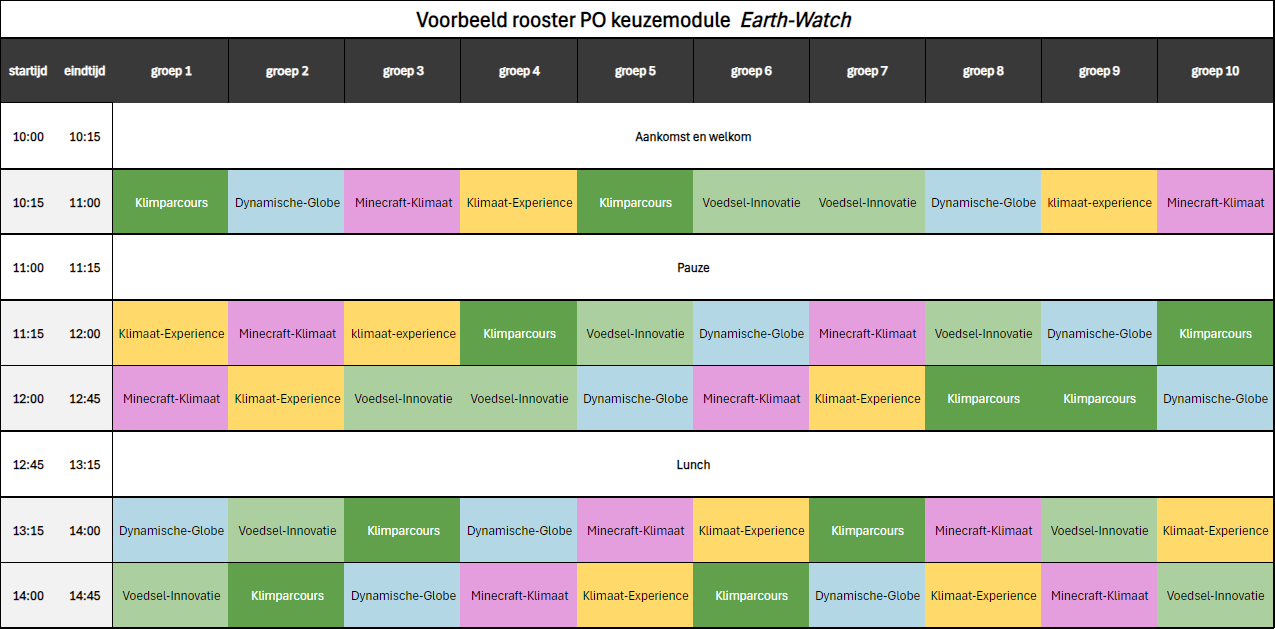 Voorbeeld rooster PO keuzemodule Earth-Watch
startijd eindtijd groep 1 groep 2 groep 3 groep 4 groep 5 groep 6 groep 7 groep 8 groep 9 groep 10
10:00 10:15 Aankomst en welkom
10:15 11:00 Klimparcours Dynamische-Globe Minecraft-Klimaat Klimaat-Experience Klimparcours Voedsel-Innovatie Voedsel-Innovatie Dynamische-Globe klimaat-experience Minecraft-Klimaat
11:00 11:15 Pauze
11:15 12:00 Klimaat-Experience Minecraft-Klimaat klimaat-experience Klimparcours Voedsel-Innovatie Dynamische-Globe Minecraft-Klimaat Voedsel-Innovatie Dynamische-Globe Klimparcours
12:00 12:45 Minecraft-Klimaat Klimaat-Experience Voedsel-Innovatie Voedsel-Innovatie Dynamische-Globe Minecraft-Klimaat Klimaat-Experience Klimparcours Klimparcours Dynamische-Globe
12:45 13:15 Lunch
13:15 14:00 Dynamische-Globe Voedsel-Innovatie Klimparcours Dynamische-Globe Minecraft-Klimaat Klimaat-Experience Klimparcours Minecraft-Klimaat Voedsel-Innovatie Klimaat-Experience
14:00 14:45 Voedsel-Innovatie Klimparcours Dynamische-Globe Minecraft-Klimaat Klimaat-Experience Klimparcours Dynamische-Globe Klimaat-Experience Minecraft-Klimaat Voedsel-Innovatie